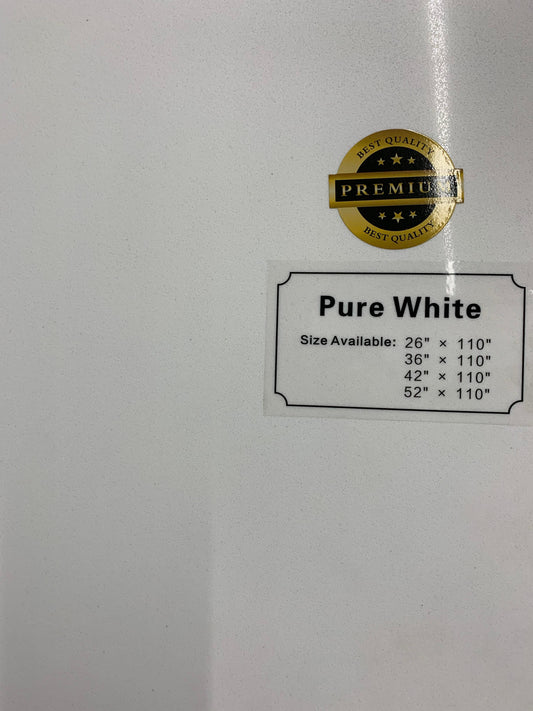 BEST QUALITY
PREMIUM
BEST QUALITY
Pure White
Size Available: 26" × 110"
36" × 110"
42" × 110"
52" × 110"